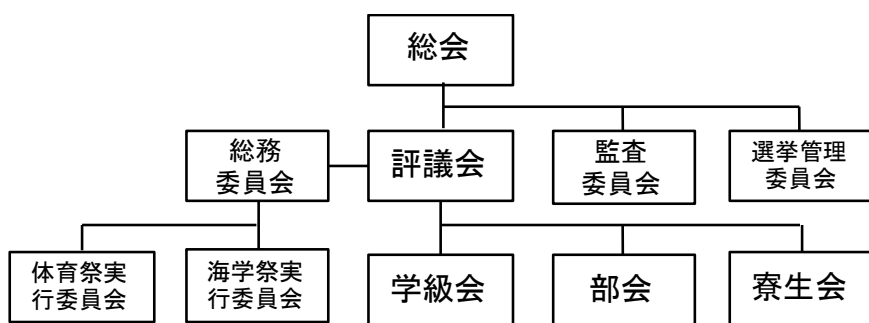 総会
総務
委員会
評議会
監査
委員会
選挙管理
委員会
体育祭実
行委員会
海学祭実
行委員会
学級会
部会
寮生会